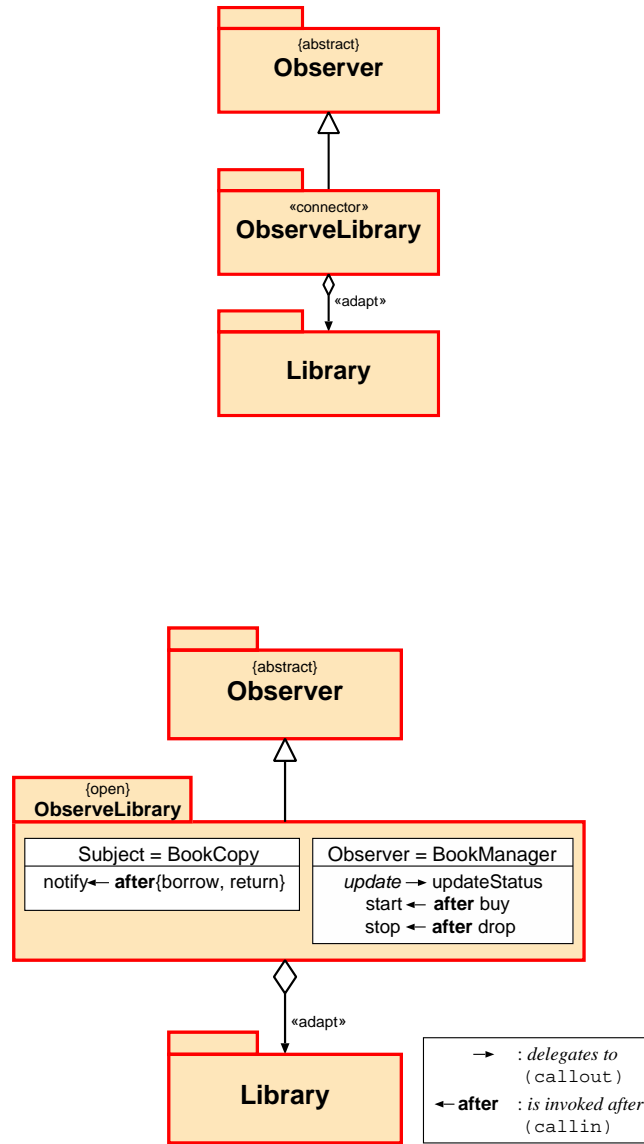 {abstract}
Observer
«connector»
ObserveLibrary
«adapt»
Library
{abstract}
Observer
{open}
ObserveLibrary
Subject = BookCopy
notify ← after{borrow, return}
Observer = BookManager
update → updateStatus
start ← after buy
stop ← after drop
«adapt»
Library
→ : delegates to
(callout)
← after : is invoked after
(callin)